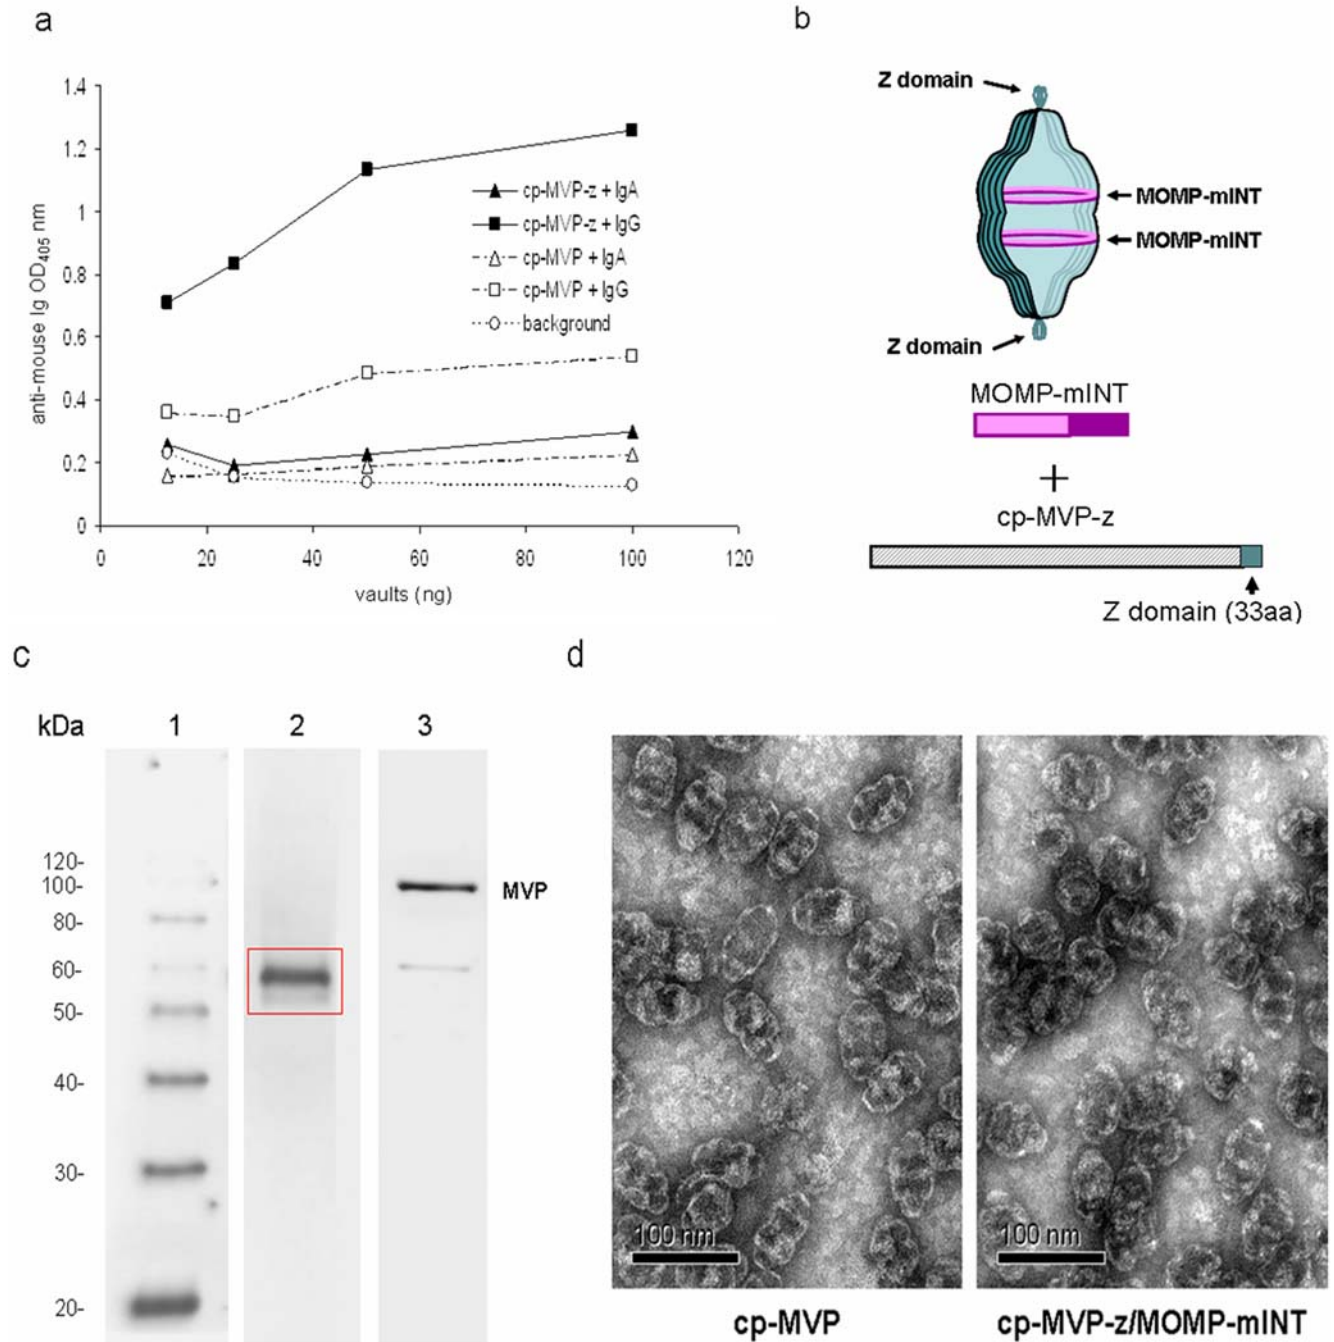 a
1.4
1.2
1
0.8
0.6
0.4
0.2
0
0 20 40 60 80 100 120
anti-mouse Ig OD405 nm
vaults (ng)
cp-MVP-z + IgA
cp-MVP-z + IgG
cp-MVP + IgA
cp-MVP + IgG
background
b
Z domain
MOMP-mINT
MOMP-mINT
Z domain
MOMP-mINT
+
cp-MVP-z
Z domain (33aa)
c
kDa 1 2 3
120-
100-
80-
60-
50-
40-
30-
20-
MVP
d
100 nm
100 nm
cp-MVP
cp-MVP-z/MOMP-mINT